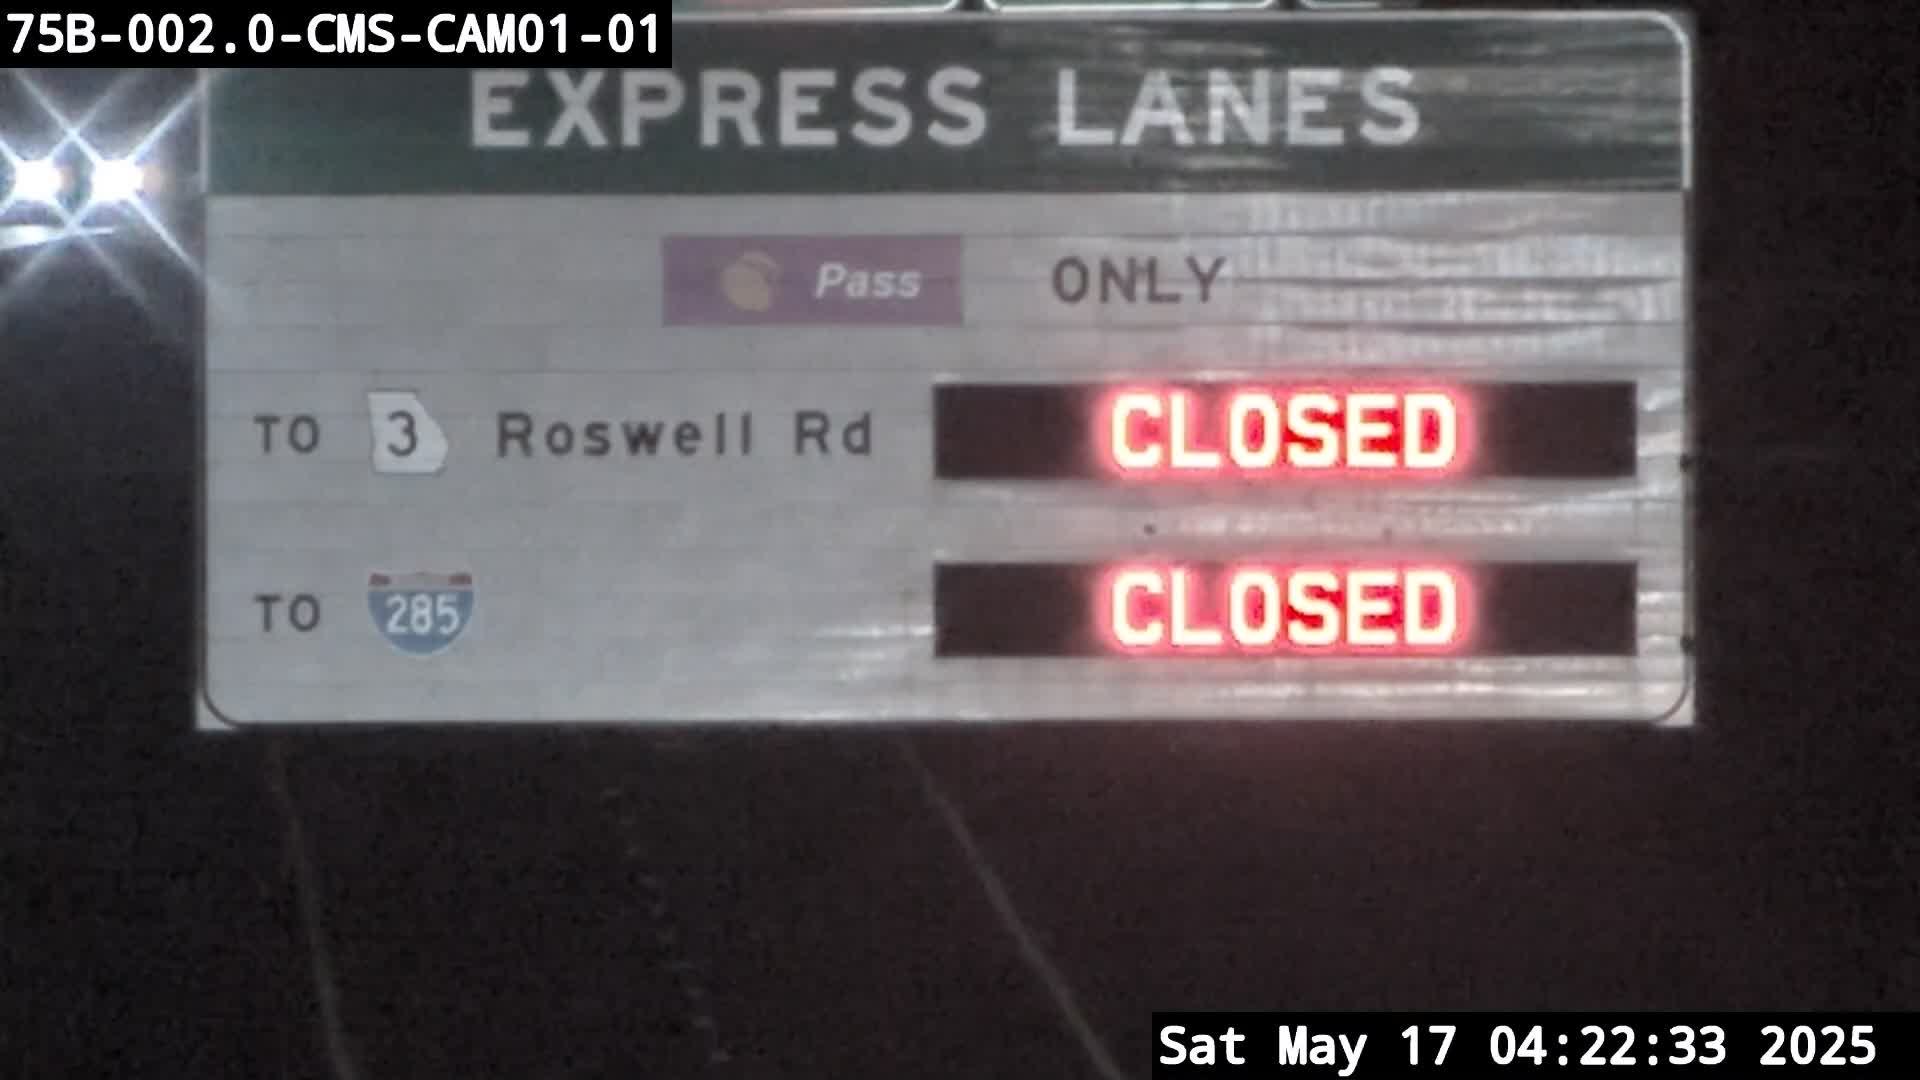 75B-002.0-CMS-CAM01-01
EXPRESS LANES
Pass ONLY
TO 3 Roswell Rd CLOSED
TO 285 CLOSED
Sat May 17 04:22:33 2025